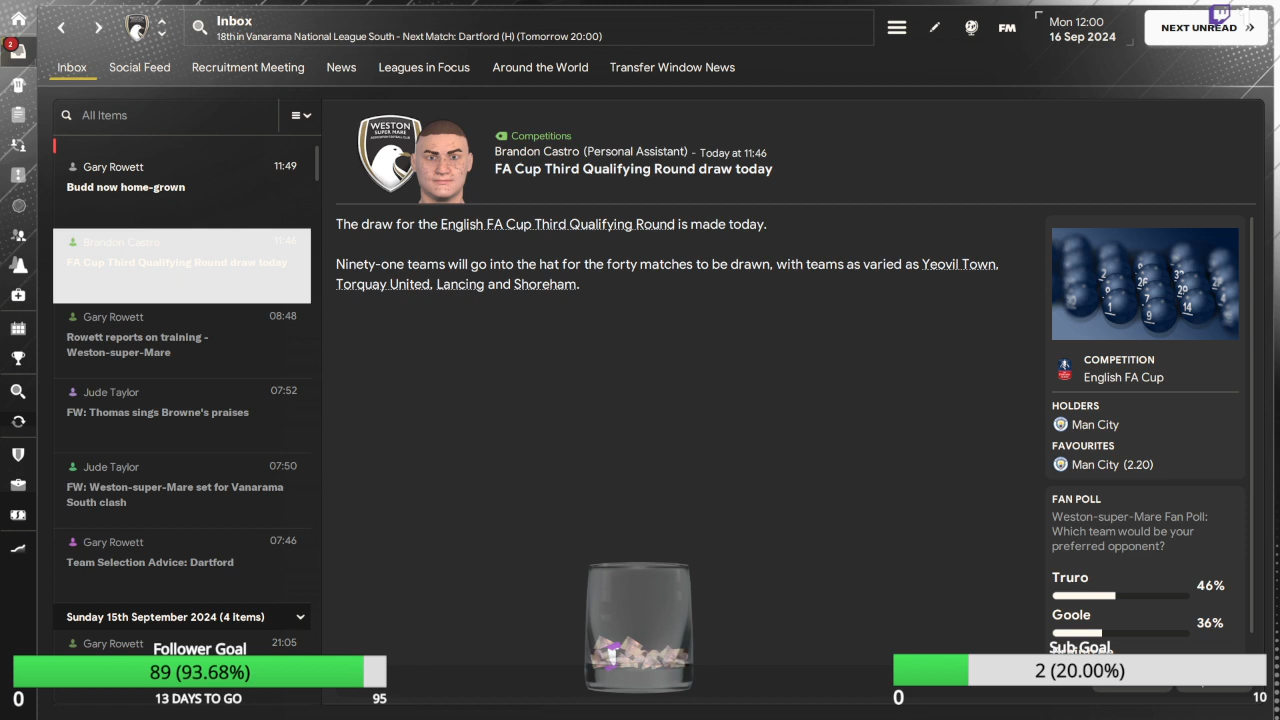 Inbox
18th in Vanarama National League South - Next Match: Dartford (H) (Tomorrow 20:00)
FM
Mon 12:00
16 Sep 2024
NEXT UNREAD
2
Inbox
Social Feed
Recruitment Meeting
News
Leagues in Focus
Around the World
Transfer Window News
All Items
Gary Rowett
11:49
Budd now home-grown
Brandon Castro
11:46
FA Cup Third Qualifying Round draw today
Gary Rowett
08:48
Rowett reports on training -
Weston-super-Mare
Jude Taylor
07:52
FW: Thomas sings Browne's praises
Jude Taylor
07:50
FW: Weston-super-Mare set for Vanarama
South clash
Gary Rowett
07:46
Team Selection Advice: Dartford
Sunday 15th September 2024 (4 items)
Gary Rowett
21:05
WESTON
SUPER MARE
Competitions
Brandon Castro (Personal Assistant) - Today at 11:46
FA Cup Third Qualifying Round draw today
The draw for the English FA Cup Third Qualifying Round is made today.
Ninety-one teams will go into the hat for the forty matches to be drawn, with teams as varied as Yeovil Town,
Torquay United, Lancing and Shoreham.
COMPETITION
English FA Cup
HOLDERS
Man City
FAVOURITES
Man City (2.20)
FAN POLL
Weston-super-Mare Fan Poll:
Which team would be your
preferred opponent?
Truro
46%
Goole
36%
Follower Goal
89 (93.68%)
0
13 DAYS TO GO
95
Sub Goal
2 (20.00%)
0
10